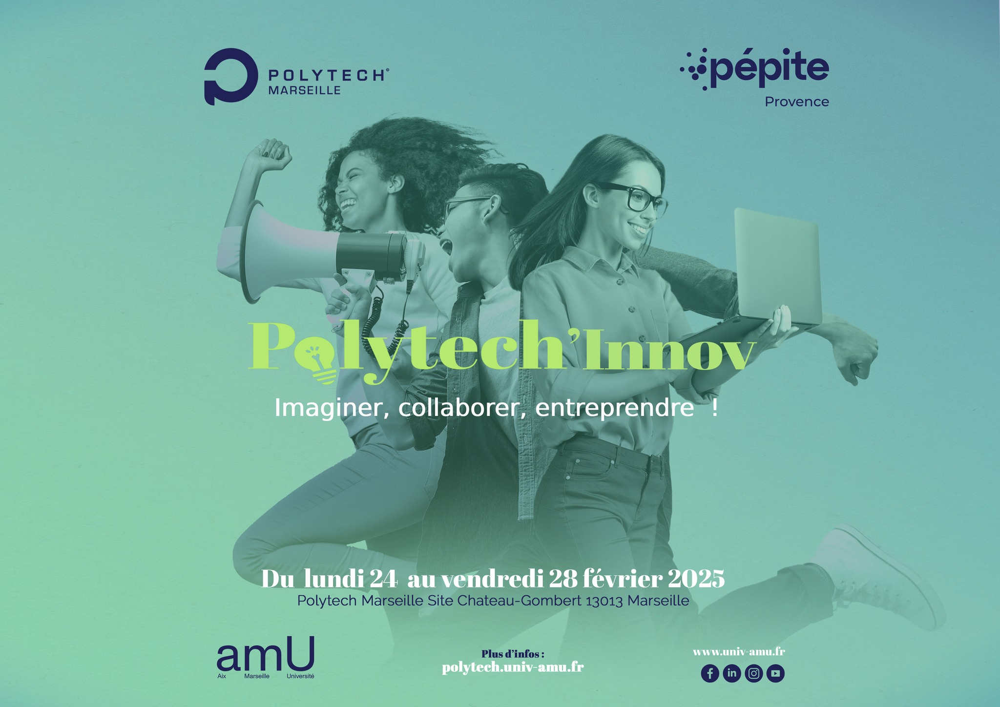 POLYTECH©
MARSEILLE
pépite
Provence
Polytech'Innov
Imaginer, collaborer, entreprendre !
Du lundi 24 au vendredi 28 février 2025
Polytech Marseille Site Chateau-Gombert 13013 Marseille
amU
Aix Marseille Université
Plus d'infos :
polytech.univ-amu.fr
www.univ-amu.fr
f in